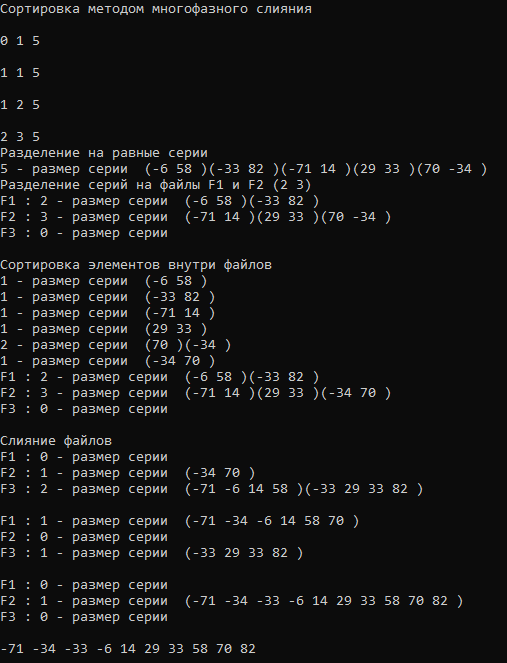 Сортировка методом многофазного слияния
0 1 5
1 1 5
1 2 5
2 3 5
Разделение на равные серии
5 - размер серии  (-6 58 )(-33 82 )(-71 14 )(29 33 )(70 -34 )
Разделение серий на файлы F1 и F2 (2 3)
F1 : 2 - размер серии  (-6 58 )(-33 82 )
F2 : 3 - размер серии  (-71 14 )(29 33 )(70 -34 )
F3 : 0 - размер серии
Сортировка элементов внутри файлов
1 - размер серии  (-6 58 )
1 - размер серии  (-33 82 )
1 - размер серии  (-71 14 )
1 - размер серии  (29 33 )
2 - размер серии  (70 )(-34 )
1 - размер серии  (-34 70 )
F1 : 2 - размер серии  (-6 58 )(-33 82 )
F2 : 3 - размер серии  (-71 14 )(29 33 )(-34 70 )
F3 : 0 - размер серии
Слияние файлов
F1 : 0 - размер серии
F2 : 1 - размер серии  (-34 70 )
F3 : 2 - размер серии  (-71 -6 14 58 )(-33 29 33 82 )
F1 : 1 - размер серии  (-71 -34 -6 14 58 70 )
F2 : 0 - размер серии
F3 : 1 - размер серии  (-33 29 33 82 )
F1 : 0 - размер серии
F2 : 1 - размер серии  (-71 -34 -33 -6 14 29 33 58 70 82 )
F3 : 0 - размер серии
-71 -34 -33 -6 14 29 33 58 70 82